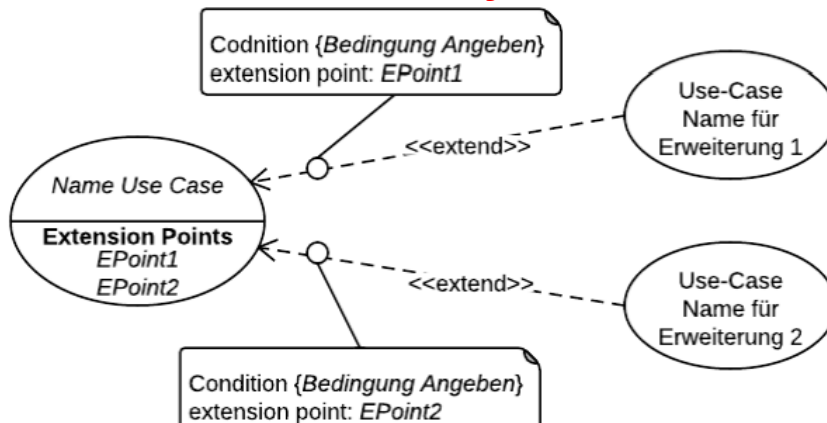 Codnition {Bedingung Angeben}
extension point: EPoint1
Use-Case
Name für
Erweiterung 1
<<extend>>
Name Use Case
Extension Points
EPoint1
EPoint2
<<extend>>
Use-Case
Name für
Erweiterung 2
Condition {Bedingung Angeben}
extension point: EPoint2